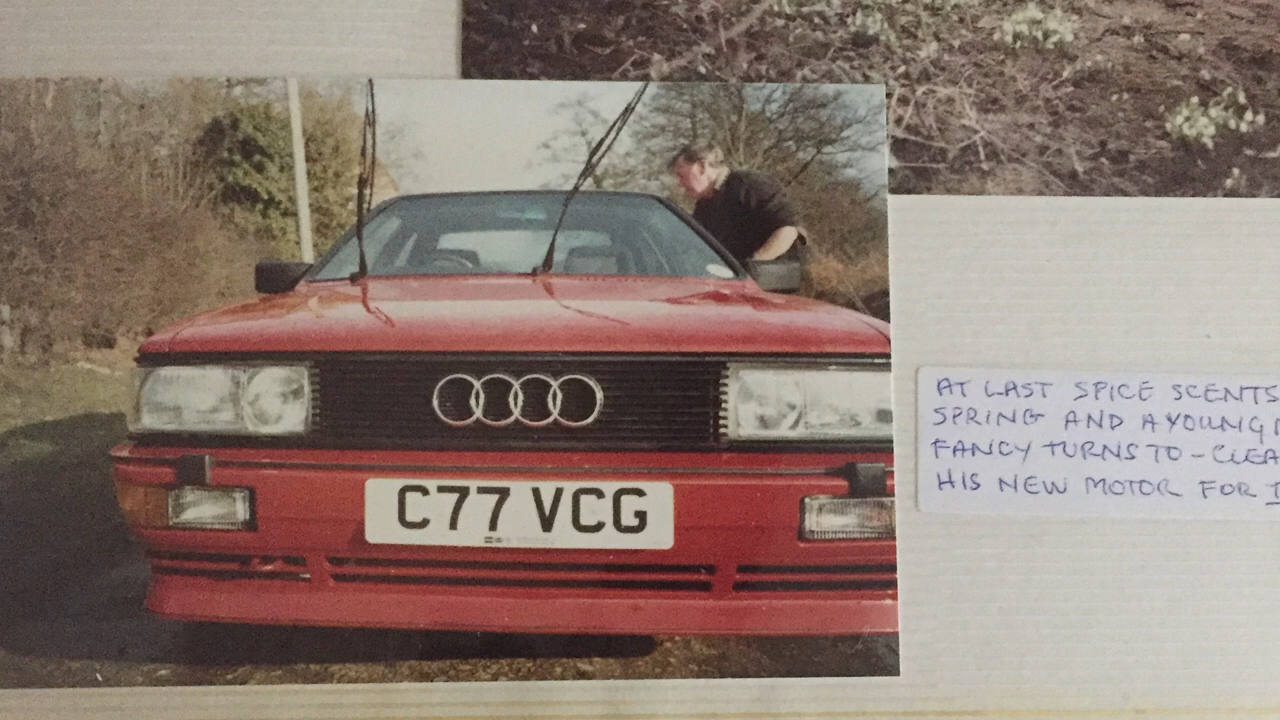 C77 VCG
AT LAST SPICE SCENTS
SPRING AND A YOUNG
FANCY TURNS TO - CLEA
HIS NEW MOTOR FOR